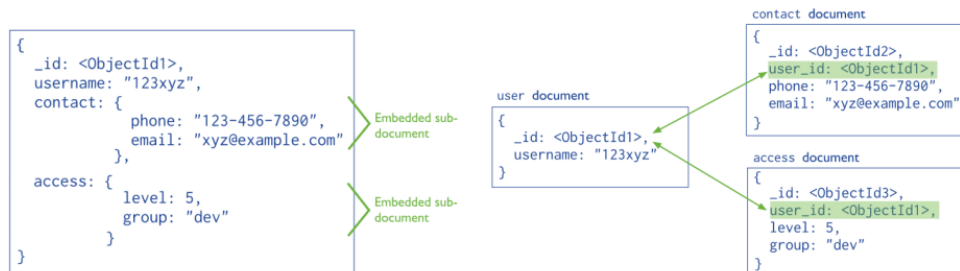 {
_id: <ObjectId1>,
username: "123xyz",
contact: {
phone: "123-456-7890",
email: "xyz@example.com"
},
access: {
level: 5,
group: "dev"
}
}
Embedded sub-
document
Embedded sub-
document
user document
{
_id: <ObjectId1>,
username: "123xyz"
}
contact document
{
_id: <ObjectId2>,
user_id: <ObjectId1>,
phone: "123-456-7890",
email: "xyz@example.com"
}
access document
{
_id: <ObjectId3>,
user_id: <ObjectId1>,
level: 5,
group: "dev"
}